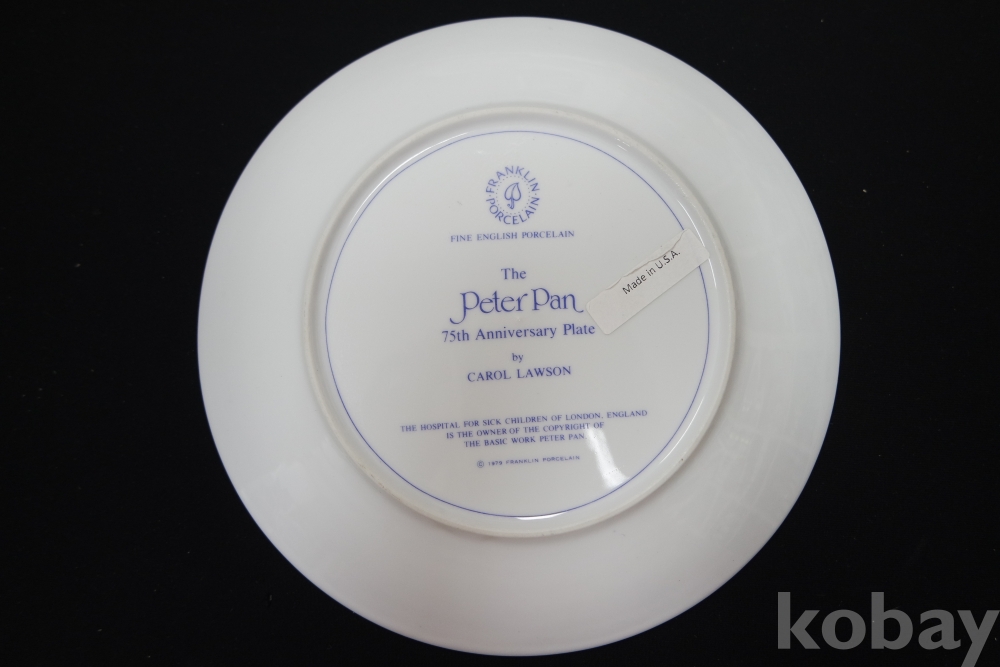 FRANKLIN
PORCELAIN
FINE ENGLISH PORCELAIN
The
Peter Pan
75th Anniversary Plate
by
CAROL LAWSON
THE HOSPITAL FOR SICK CHILDREN OF LONDON, ENGLAND
IS THE OWNER OF THE COPYRIGHT OF
THE BASIC WORK PETER PAN
© 1979 FRANKLIN PORCELAIN
Made in U.S.A.
kobay